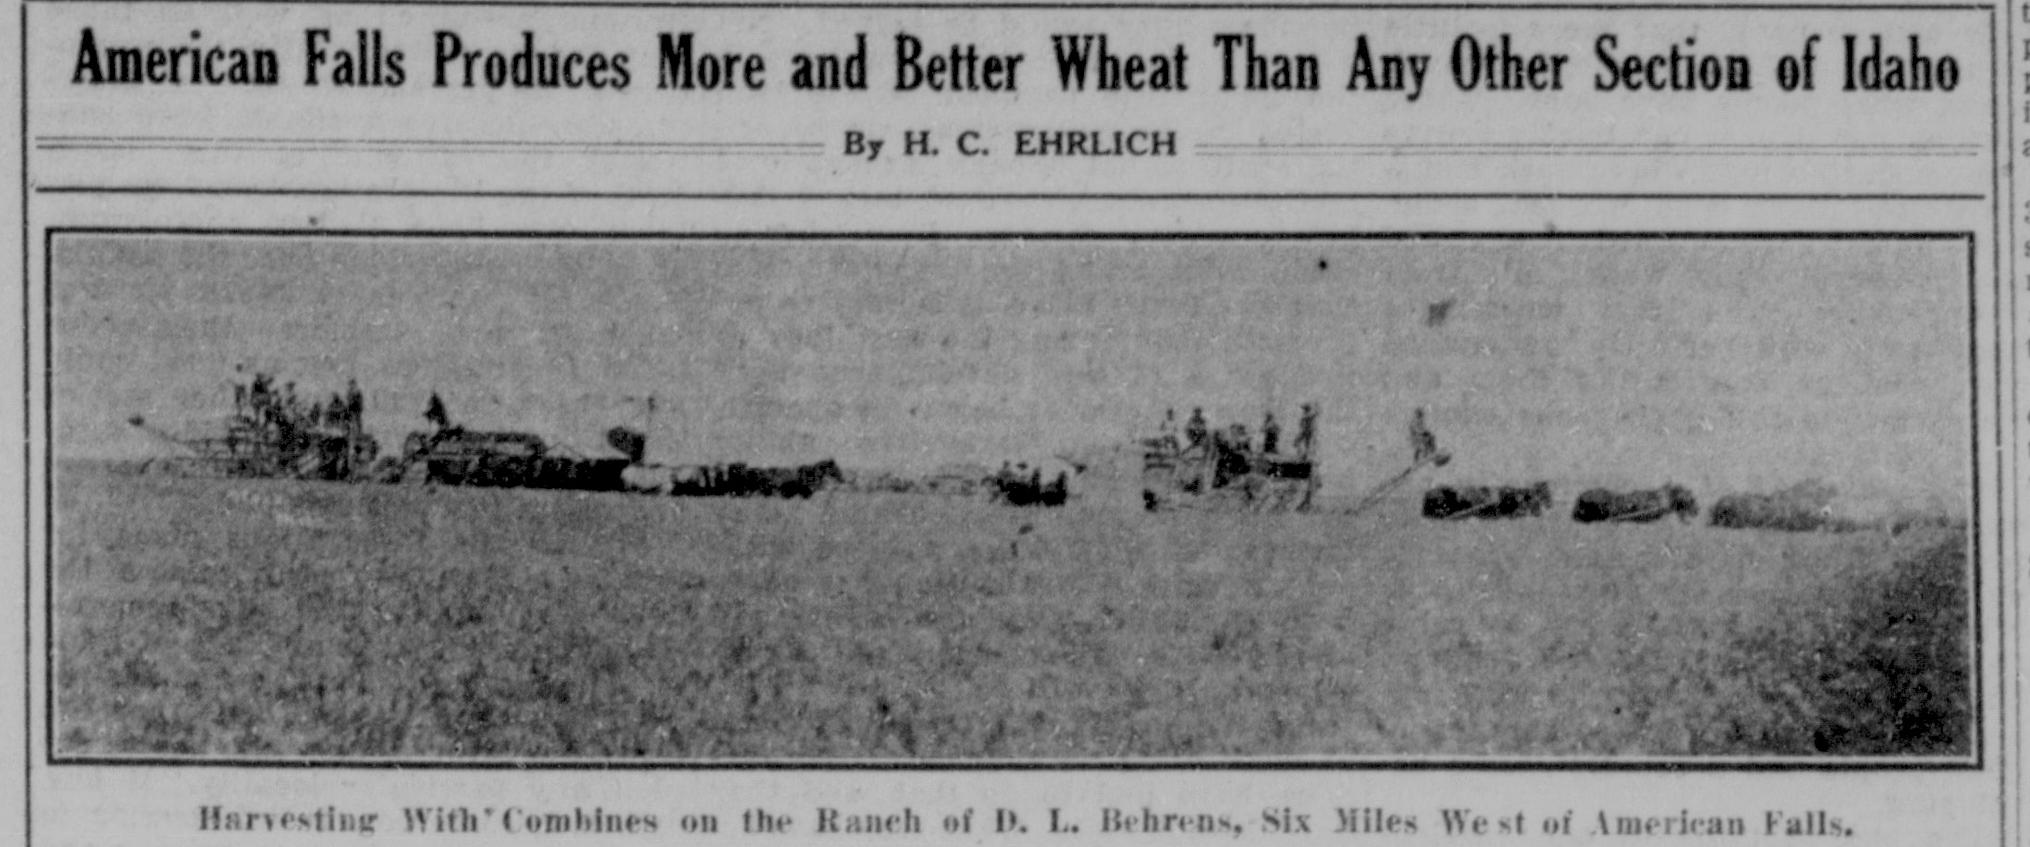 American Falls Produces More and Better Wheat Than Any Other Section of Idaho
By H. C. EHRLICH
Harvesting With Combines on the Ranch of D. L. Behrens, Six Miles West of American Falls.